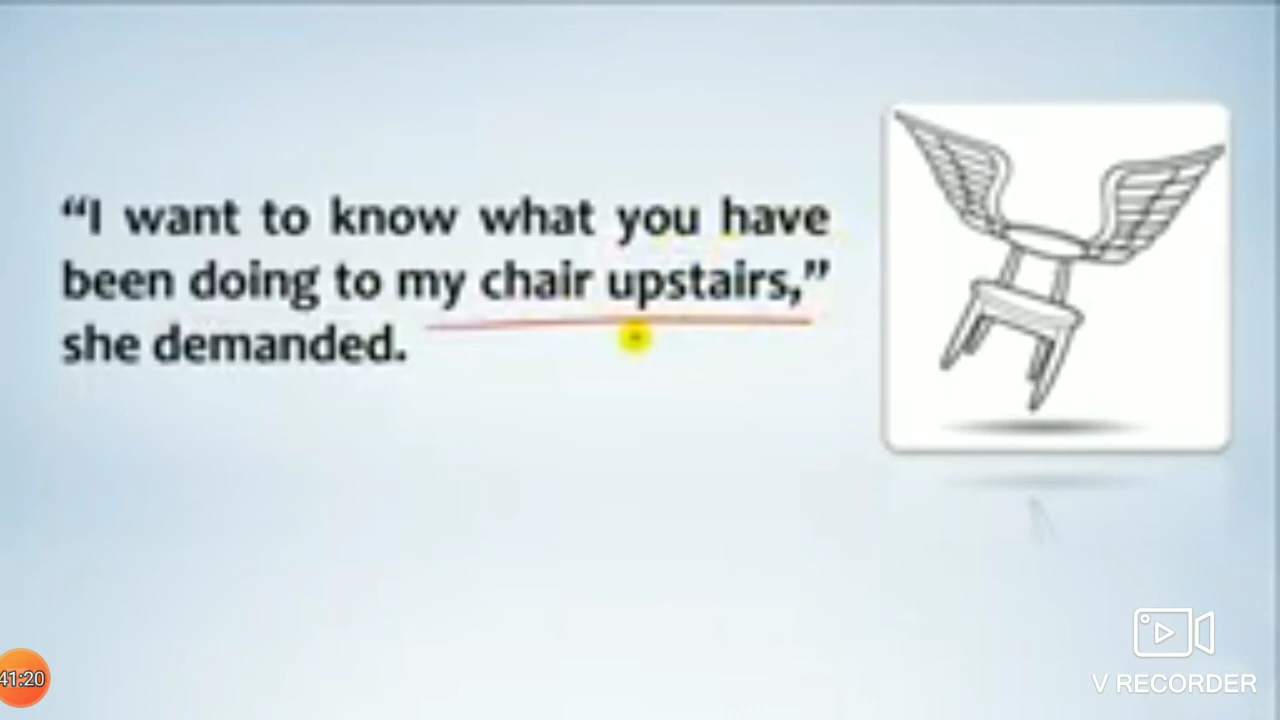 “I want to know what you have
been doing to my chair upstairs,”
she demanded.
41:20
V RECORDER